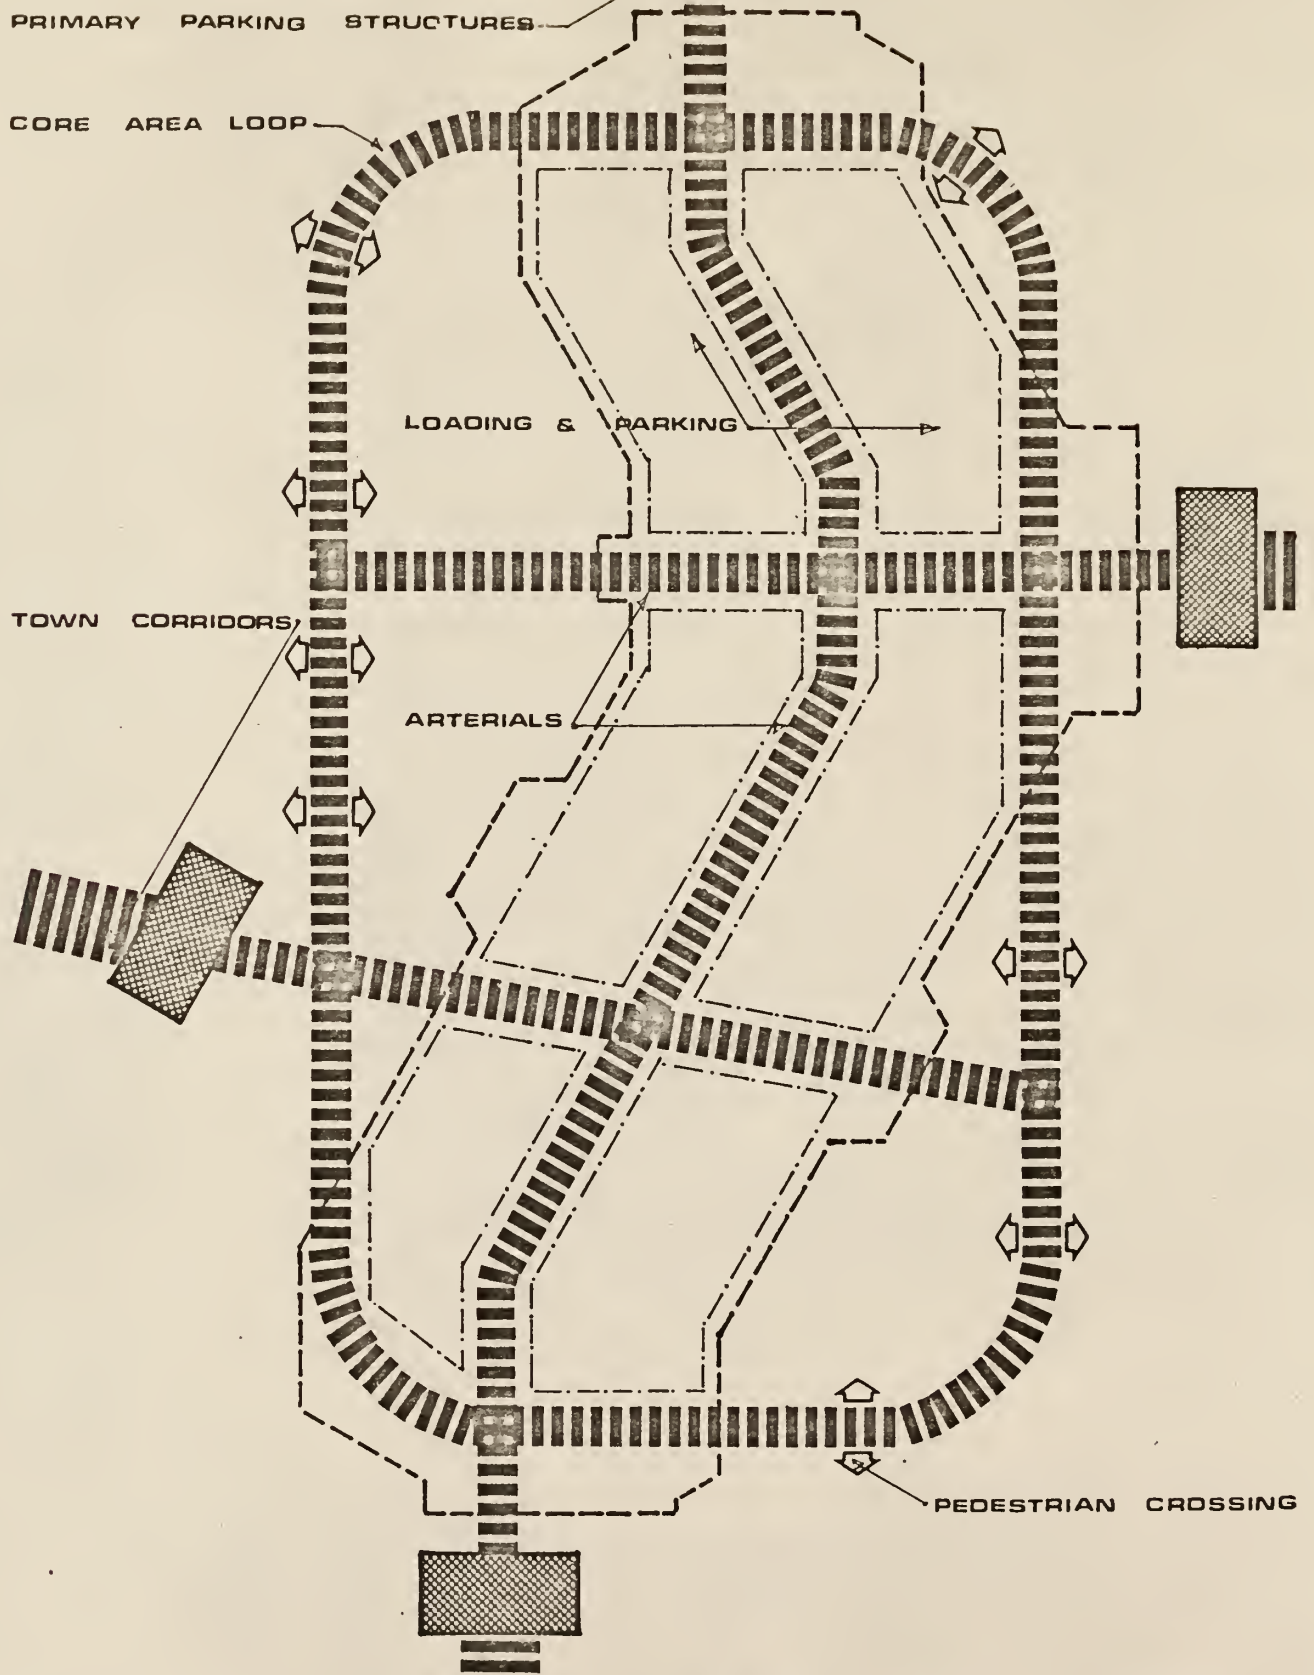 PRIMARY PARKING STRUCTURES
CORE AREA LOOP
LOADING & PARKING
TOWN CORRIDORS
ARTERIALS
PEDESTRIAN CROSSING